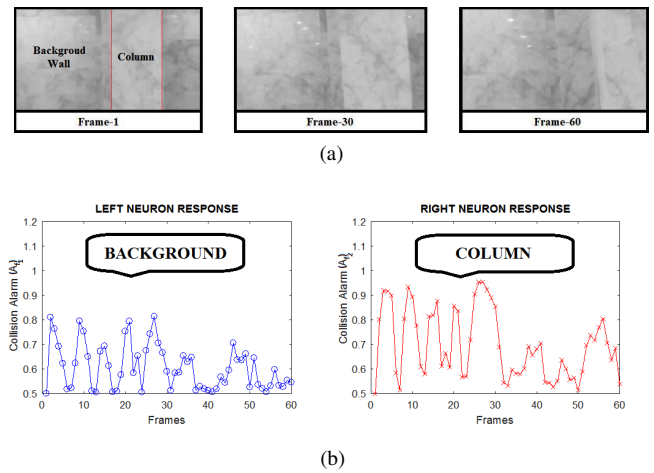 Backgroud
Wall
Column
Frame-1
Frame-30
Frame-60
(a)
LEFT NEURON RESPONSE
BACKGROUND
Collision Alarm (A_f1)
1.2
1.1
1
0.9
0.8
0.7
0.6
0.5
0 10 20 30 40 50 60
Frames
RIGHT NEURON RESPONSE
COLUMN
Collision Alarm (A_f2)
1.2
1.1
1
0.9
0.8
0.7
0.6
0.5
0 10 20 30 40 50 60
Frames
(b)